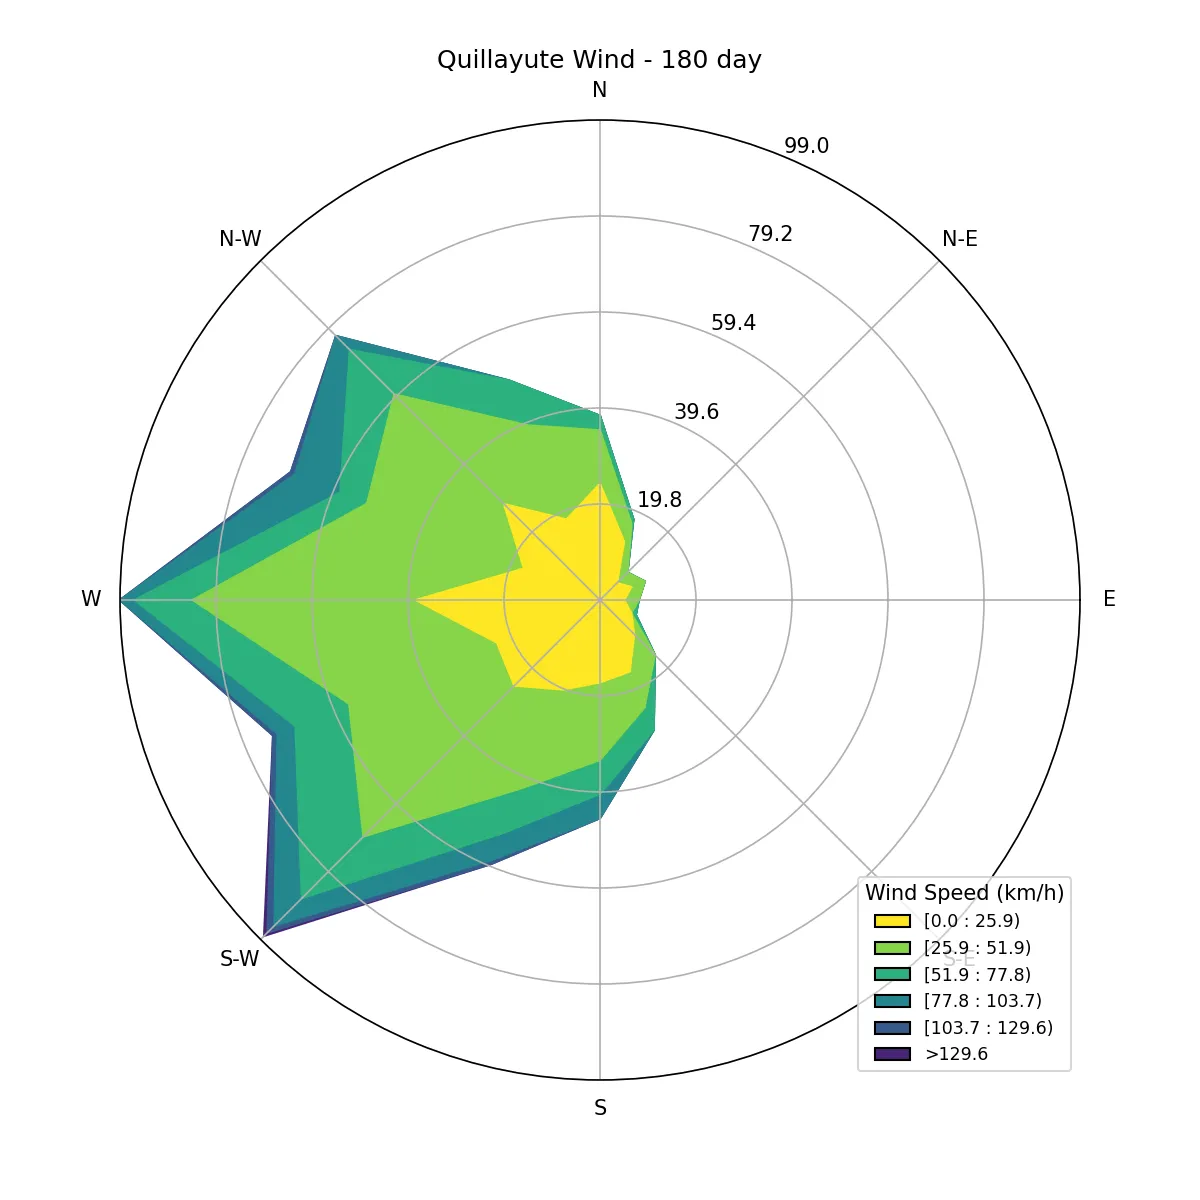 Quillayute Wind - 180 day
N
99.0
N-W
79.2
N-E
59.4
39.6
19.8
W
E
S-W
S-E
S
Wind Speed (km/h)
[0.0 : 25.9)
[25.9 : 51.9)
[51.9 : 77.8)
[77.8 : 103.7)
[103.7 : 129.6)
>129.6